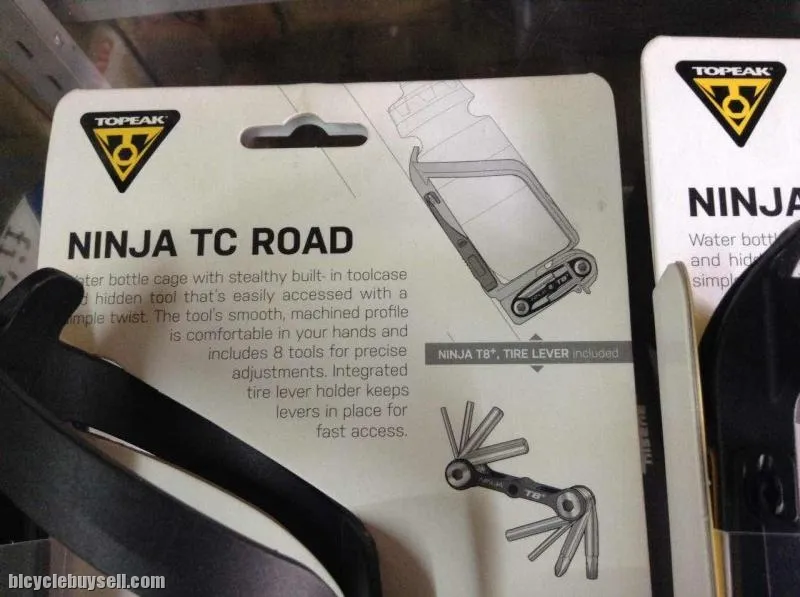 TOPEAK
NINJA TC ROAD
ater bottle cage with stealthy built- in toolcase
d hidden tool that's easily accessed with a
mple twist. The tool's smooth, machined profile
is comfortable in your hands and
includes 8 tools for precise
adjustments. Integrated
tire lever holder keeps
levers in place for
fast access.
NINJA T8+, TIRE LEVER included
NINJA T8+
NINJA T8+
TOPEAK
NINJA
Water bottl
and hidd
simpl
bicyclebuysell.com